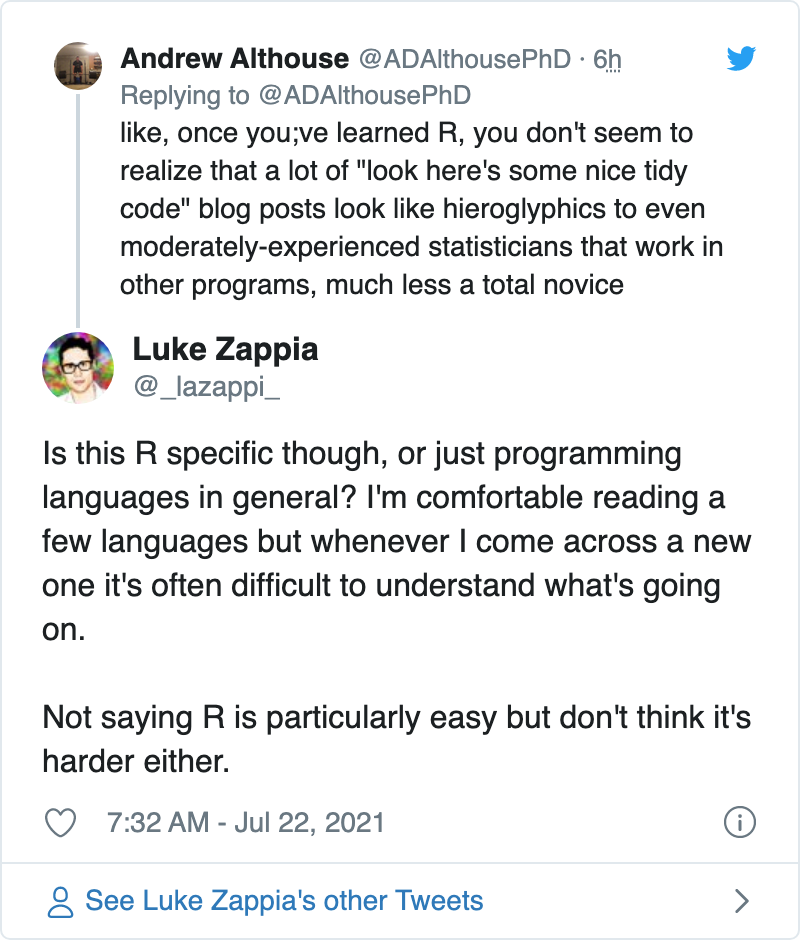 Andrew Althouse @ADAlthousePhD · 6h
Replying to @ADAlthousePhD
like, once you;ve learned R, you don't seem to
realize that a lot of "look here's some nice tidy
code" blog posts look like hieroglyphics to even
moderately-experienced statisticians that work in
other programs, much less a total novice
Luke Zappia
@_lazappi_
Is this R specific though, or just programming
languages in general? I'm comfortable reading a
few languages but whenever I come across a new
one it's often difficult to understand what's going
on.
Not saying R is particularly easy but don't think it's
harder either.
7:32 AM - Jul 22, 2021
See Luke Zappia's other Tweets